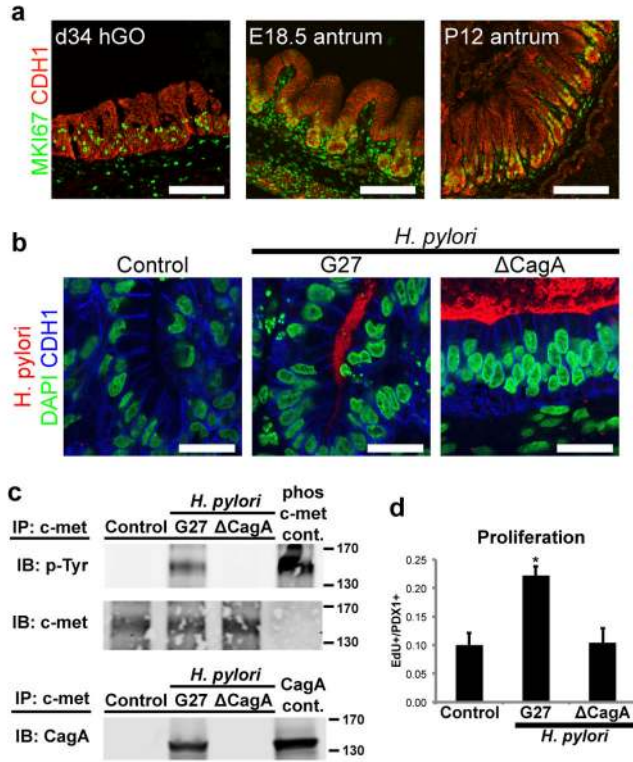 a
d34 hGO
E18.5 antrum
P12 antrum
MKI67 CDH1
b
H. pylori
Control
G27
ΔCagA
H. pylori
DAPI CDH1
c
H. pylori
phos
c-met
cont.
IP: c-met
Control
G27
ΔCagA
IB: p-Tyr
170
130
IB: c-met
170
130
H. pylori
CagA
cont.
IP: c-met
Control
G27
ΔCagA
IB: CagA
170
130
d
Proliferation
EdU+/PDX1+
0.25
0.20
0.15
0.10
0.05
0.00
*
Control
G27
ΔCagA
H. pylori